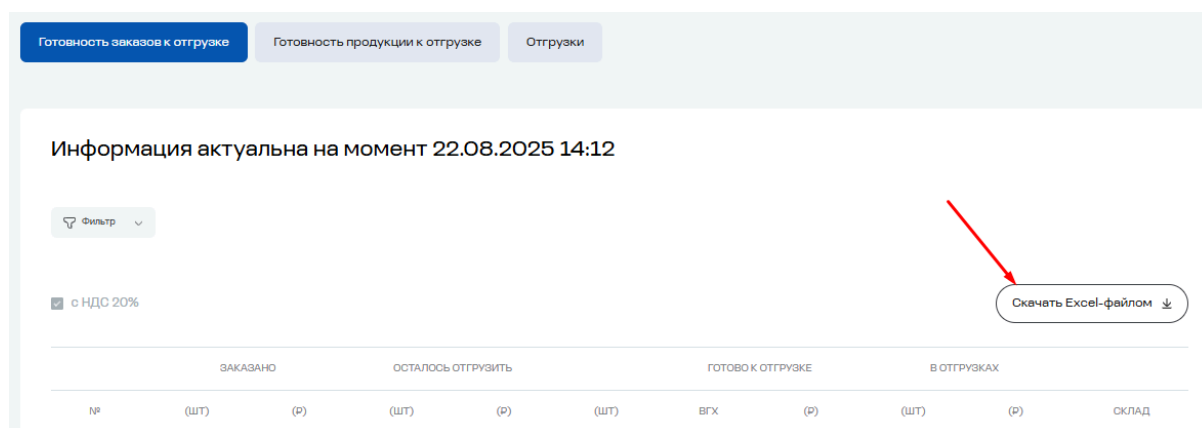 Готовность заказов к отгрузке Готовность продукции к отгрузке Отгрузки
Информация актуальна на момент 22.08.2025 14:12
Фильтр
с НДС 20%
Скачать Excel-файлом
ЗАКАЗАНО ОСТАЛОСЬ ОТГРУЗИТЬ ГОТОВО К ОТГРУЗКЕ В ОТГРУЗКАХ
№ (ШТ) (₽) (ШТ) (₽) (ШТ) ВГХ (₽) (ШТ) (₽) СКЛАД